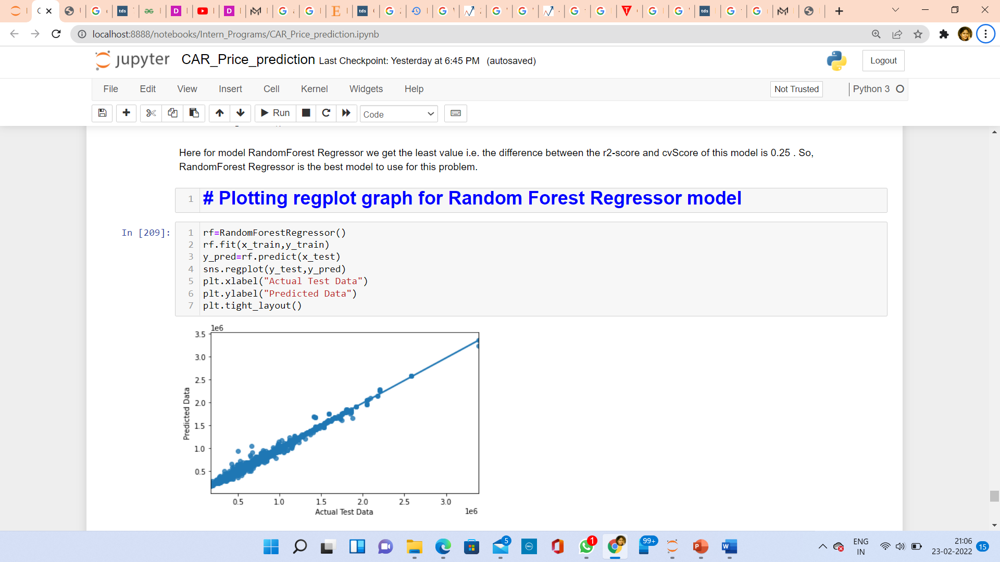 localhost:8888/notebooks/Intern_Programs/CAR_Price_prediction.ipynb
jupyter CAR_Price_prediction Last Checkpoint: Yesterday at 6:45 PM (autosaved)
Logout
File Edit View Insert Cell Kernel Widgets Help
Not Trusted
Python 3
Run
Code
Here for model RandomForest Regressor we get the least value i.e. the difference between the r2-score and cvScore of this model is 0.25 . So,
RandomForest Regressor is the best model to use for this problem.
1 # Plotting regplot graph for Random Forest Regressor model
In [209]:
1 rf=RandomForestRegressor()
2 rf.fit(x_train,y_train)
3 y_pred=rf.predict(x_test)
4 sns.regplot(y_test,y_pred)
5 plt.xlabel("Actual Test Data")
6 plt.ylabel("Predicted Data")
7 plt.tight_layout()
1e6
3.5
3.0
2.5
2.0
1.5
1.0
0.5
Predicted Data
0.5 1.0 1.5 2.0 2.5 3.0
Actual Test Data
1e6
5
1
99+
ENG
IN
21:06
23-02-2022
15